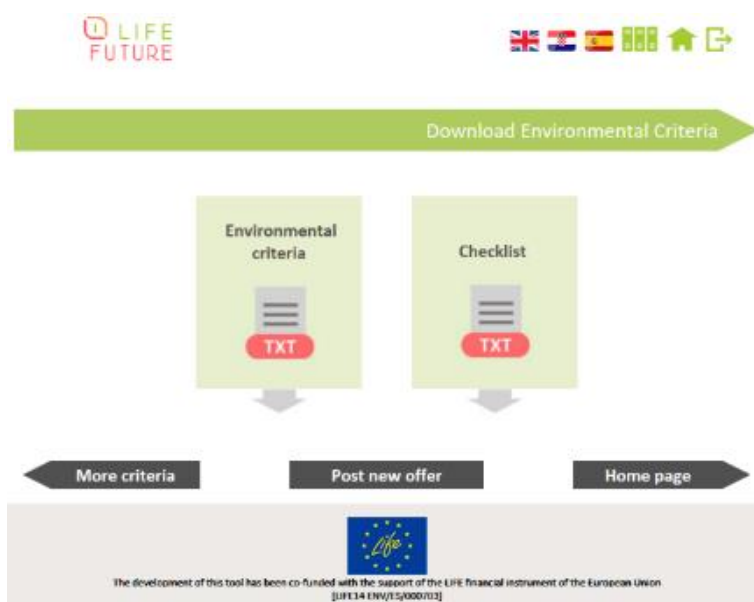 LIFE
FUTURE
Download Environmental Criteria
Environmental
criteria
Checklist
TXT
TXT
More criteria
Post new offer
Home page
Life
The development of this tool has been co-funded with the support of the LIFE financial instrument of the European Union
[LIFE14 ENV/ES/000703]